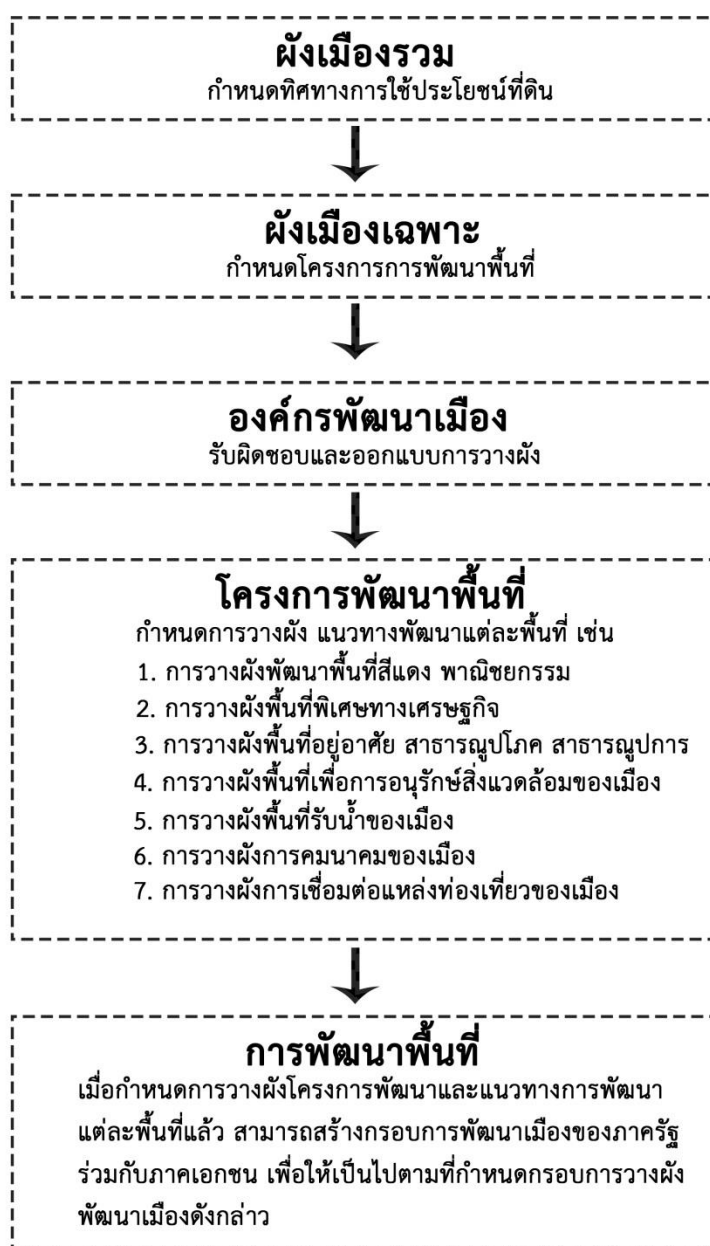 ผังเมืองรวม
กำหนดทิศทางการใช้ประโยชน์ที่ดิน
ผังเมืองเฉพาะ
กำหนดโครงการการพัฒนาพื้นที่
องค์กรพัฒนาเมือง
รับผิดชอบและออกแบบการวางผัง
โครงการพัฒนาพื้นที่
กำหนดการวางผัง แนวทางพัฒนาแต่ละพื้นที่ เช่น
1. การวางผังพัฒนาพื้นที่สีแดง พาณิชยกรรม
2. การวางผังพื้นที่พิเศษทางเศรษฐกิจ
3. การวางผังพื้นที่อยู่อาศัย สาธารณูปโภค สาธารณูปการ
4. การวางผังพื้นที่เพื่อการอนุรักษ์สิ่งแวดล้อมของเมือง
5. การวางผังพื้นที่รับน้ำของเมือง
6. การวางผังการคมนาคมของเมือง
7. การวางผังการเชื่อมต่อแหล่งท่องเที่ยวของเมือง
การพัฒนาพื้นที่
เมื่อกำหนดการวางผังโครงการพัฒนาและแนวทางการพัฒนา
แต่ละพื้นที่แล้ว สามารถสร้างกรอบการพัฒนาเมืองของภาครัฐ
ร่วมกับภาคเอกชน เพื่อให้เป็นไปตามที่กำหนดกรอบการวางผัง
พัฒนาเมืองดังกล่าว